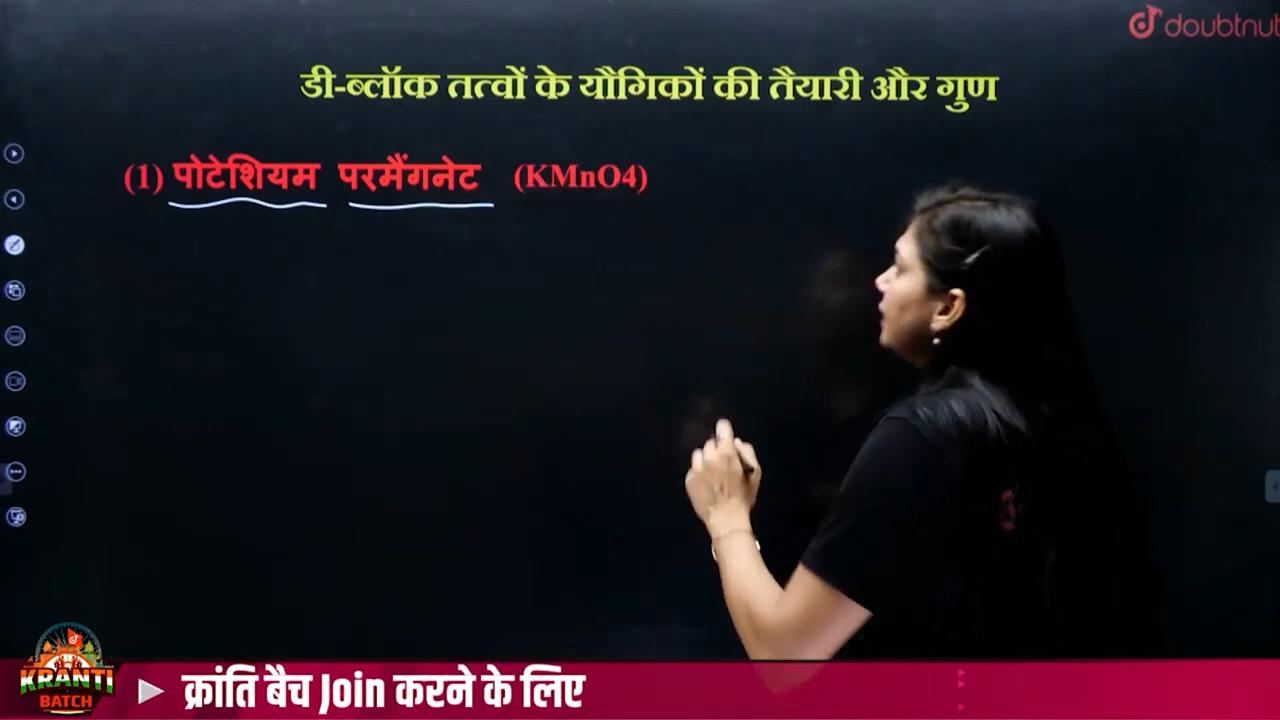 doubtnut
डी-ब्लॉक तत्वों के यौगिकों की तैयारी और गुण
(1) पोटेशियम परमैंगनेट (KMnO4)
KRANTI
BATCH
क्रांति बैच Join करने के लिए